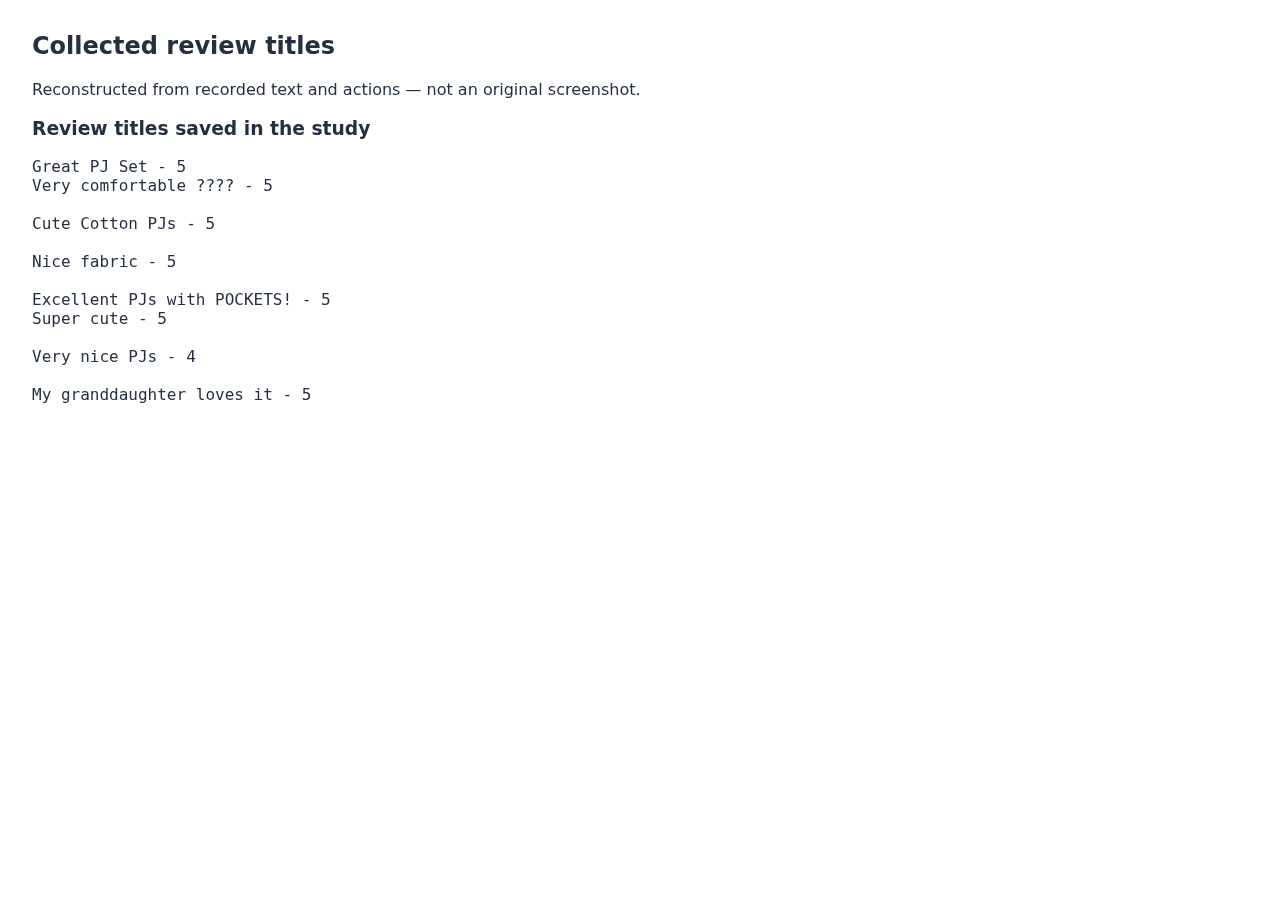 Collected review titles
Reconstructed from recorded text and actions — not an original screenshot.
Review titles saved in the study
Great PJ Set - 5
Very comfortable ???? - 5
Cute Cotton PJs - 5
Nice fabric - 5
Excellent PJs with POCKETS! - 5
Super cute - 5
Very nice PJs - 4
My granddaughter loves it - 5